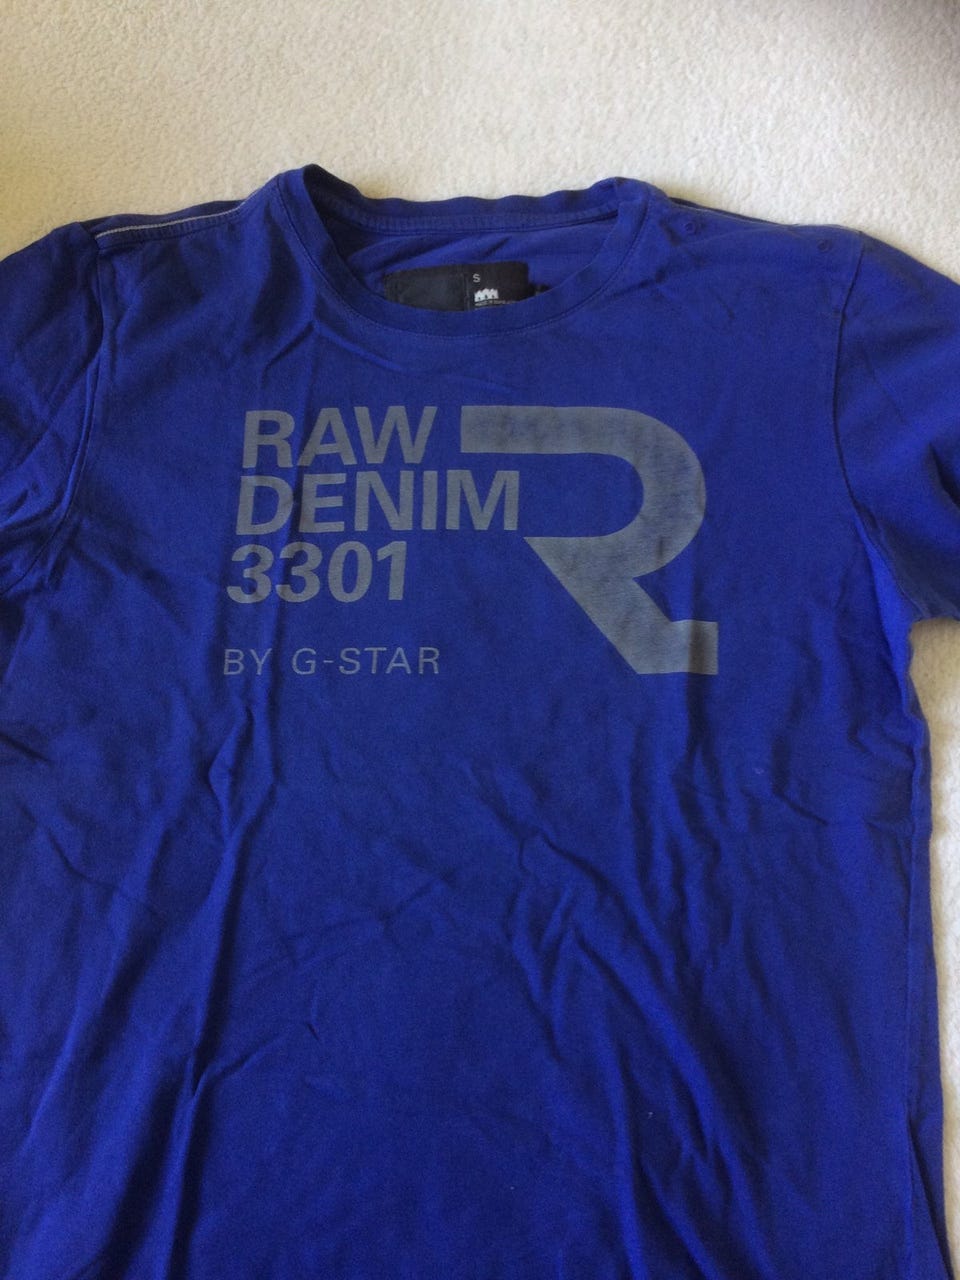 S
RAW
DENIM
3301
BY G-STAR
R